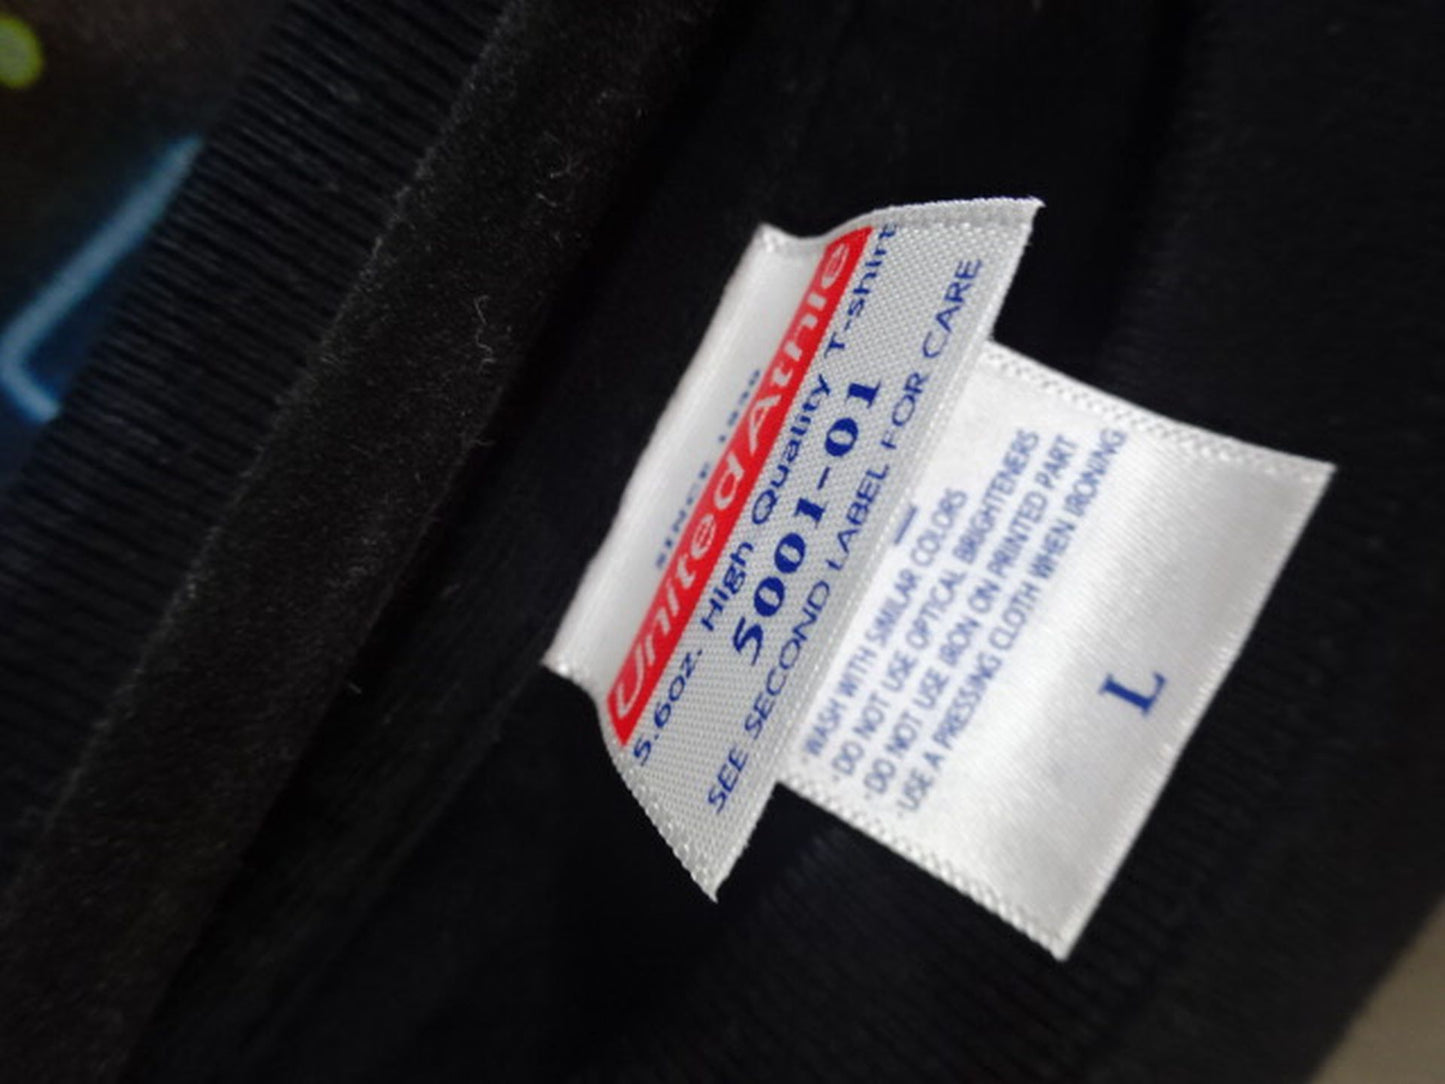 SINCE 1930
United Athle
5.6oz. High Quality T-shirt
5001-01
SEE SECOND LABEL FOR CARE
·WASH WITH SIMILAR COLORS
·DO NOT USE OPTICAL BRIGHTENERS
·DO NOT USE IRON ON PRINTED PART
·USE A PRESSING CLOTH WHEN IRONING
L